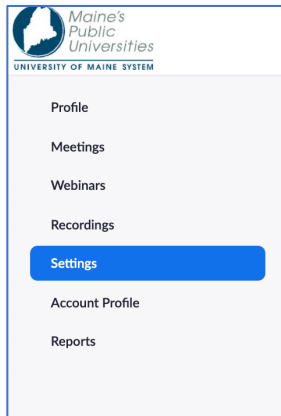 Maine's
Public
Universities
UNIVERSITY OF MAINE SYSTEM
Profile
Meetings
Webinars
Recordings
Settings
Account Profile
Reports